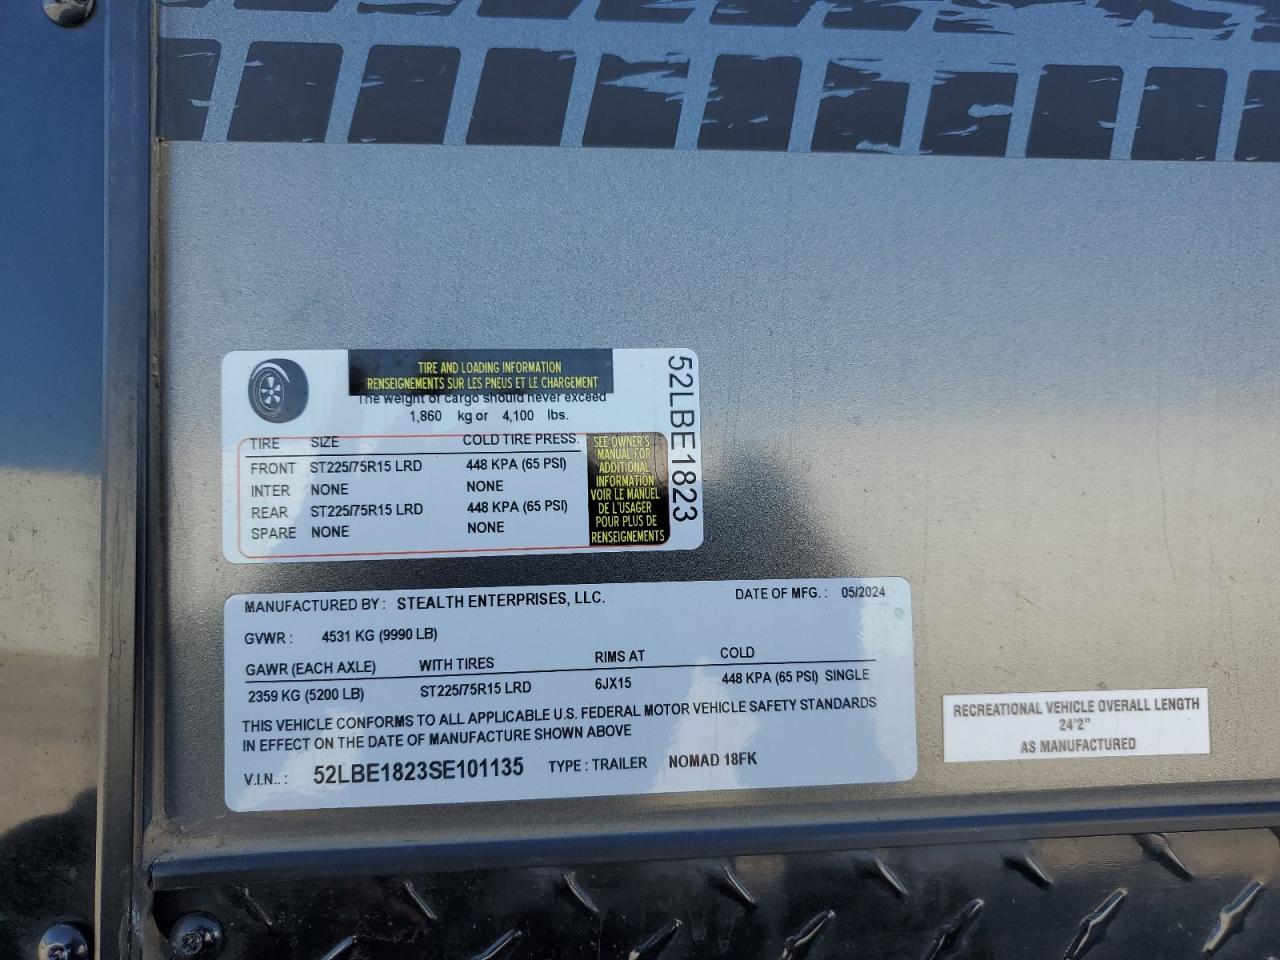 TIRE AND LOADING INFORMATION
RENSEIGNEMENTS SUR LES PNEUS ET LE CHARGEMENT
The weight of cargo should never exceed
1,860 kg or 4,100 lbs.
TIRE SIZE COLD TIRE PRESS.
FRONT ST225/75R15 LRD 448 KPA (65 PSI)
INTER NONE NONE
REAR ST225/75R15 LRD 448 KPA (65 PSI)
SPARE NONE NONE
SEE OWNER'S
MANUAL FOR
ADDITIONAL
INFORMATION
VOIR LE MANUEL
DE L'USAGER
POUR PLUS DE
RENSEIGNEMENTS
52LBE1823
MANUFACTURED BY: STEALTH ENTERPRISES, LLC. DATE OF MFG.: 05/2024
GVWR: 4531 KG (9990 LB)
GAWR (EACH AXLE) WITH TIRES RIMS AT COLD
2359 KG (5200 LB) ST225/75R15 LRD 6JX15 448 KPA (65 PSI) SINGLE
THIS VEHICLE CONFORMS TO ALL APPLICABLE U.S. FEDERAL MOTOR VEHICLE SAFETY STANDARDS
IN EFFECT ON THE DATE OF MANUFACTURE SHOWN ABOVE
V.I.N..: 52LBE1823SE101135 TYPE: TRAILER NOMAD 18FK
RECREATIONAL VEHICLE OVERALL LENGTH
24'2"
AS MANUFACTURED